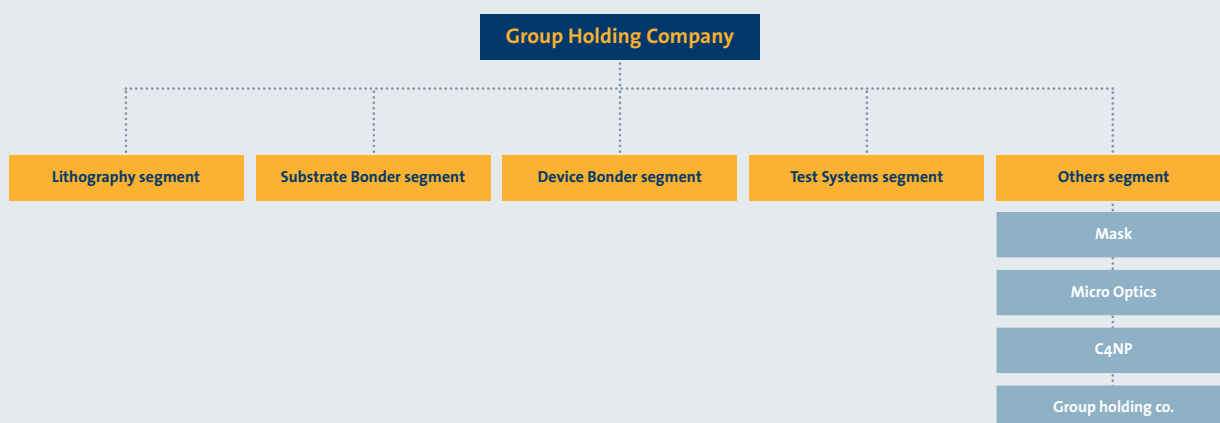 Group Holding Company
Lithography segment
Substrate Bonder segment
Device Bonder segment
Test Systems segment
Others segment
Mask
Micro Optics
C4NP
Group holding co.